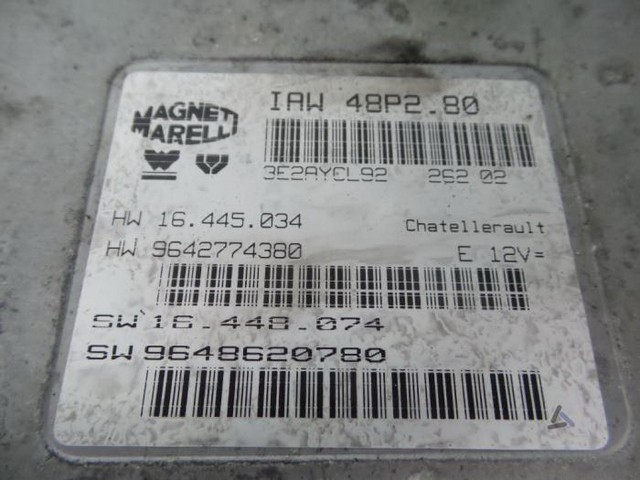 MAGNETI MARELLI
IAW 48P2.80
3E2AYCL92 262 02
HW 16.445.034 Chatellerault
HW 9642774380 E 12V=
SW 16.448.074
SW 9648620780